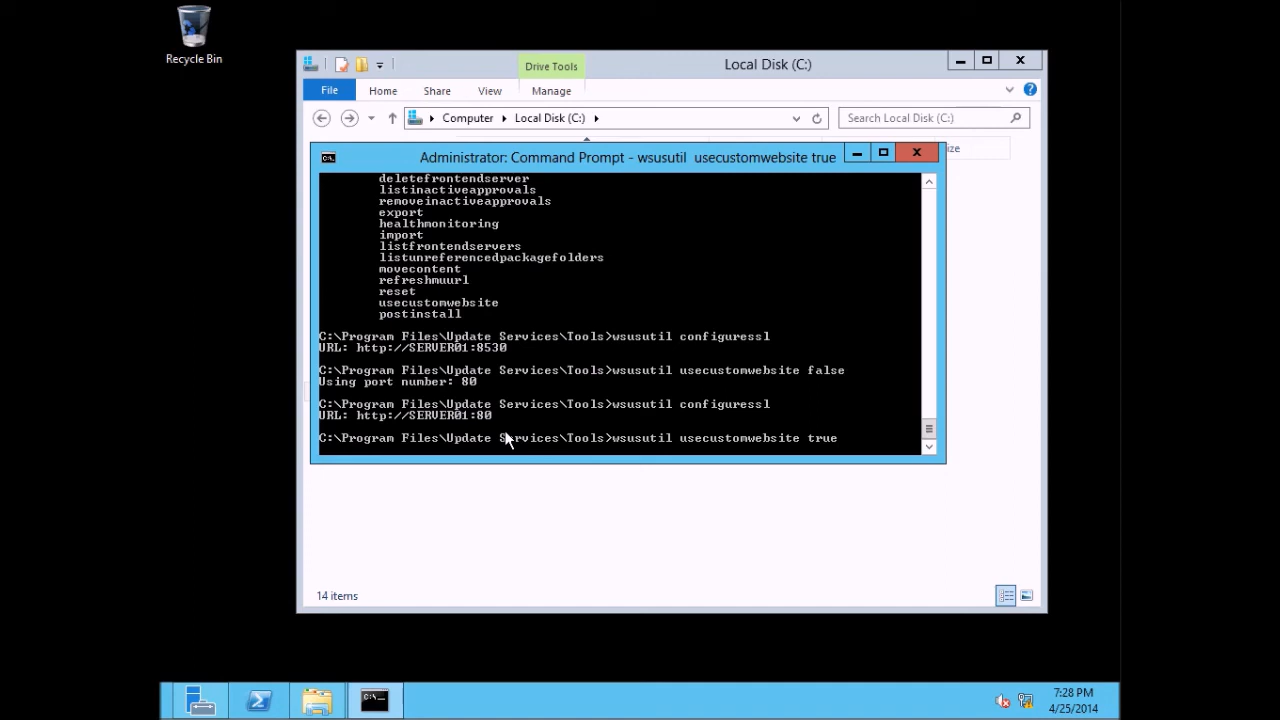 Recycle Bin
Drive Tools
Local Disk (C:)
File Home Share View Manage
Computer Local Disk (C:)
Search Local Disk (C:)
ize
Administrator: Command Prompt - wsusutil  usecustomwebsite true
deletefrontendserver
listinactiveapprovals
removeinactiveapprovals
export
healthmonitoring
import
listfrontendservers
listunreferencedpackagefolders
movecontent
refreshmuurl
reset
usecustomwebsite
postinstall
C:\Program Files\Update Services\Tools>wsusutil configuressl
URL: http://SERVER01:8530
C:\Program Files\Update Services\Tools>wsusutil usecustomwebsite false
Using port number: 80
C:\Program Files\Update Services\Tools>wsusutil configuressl
URL: http://SERVER01:80
C:\Program Files\Update Services\Tools>wsusutil usecustomwebsite true
14 items
7:28 PM
4/25/2014